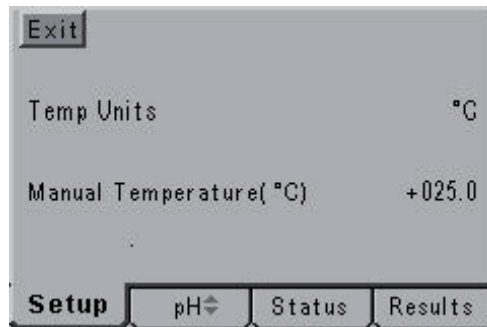 Exit
Temp Units °C
Manual Temperature(°C) +025.0
Setup pH Status Results